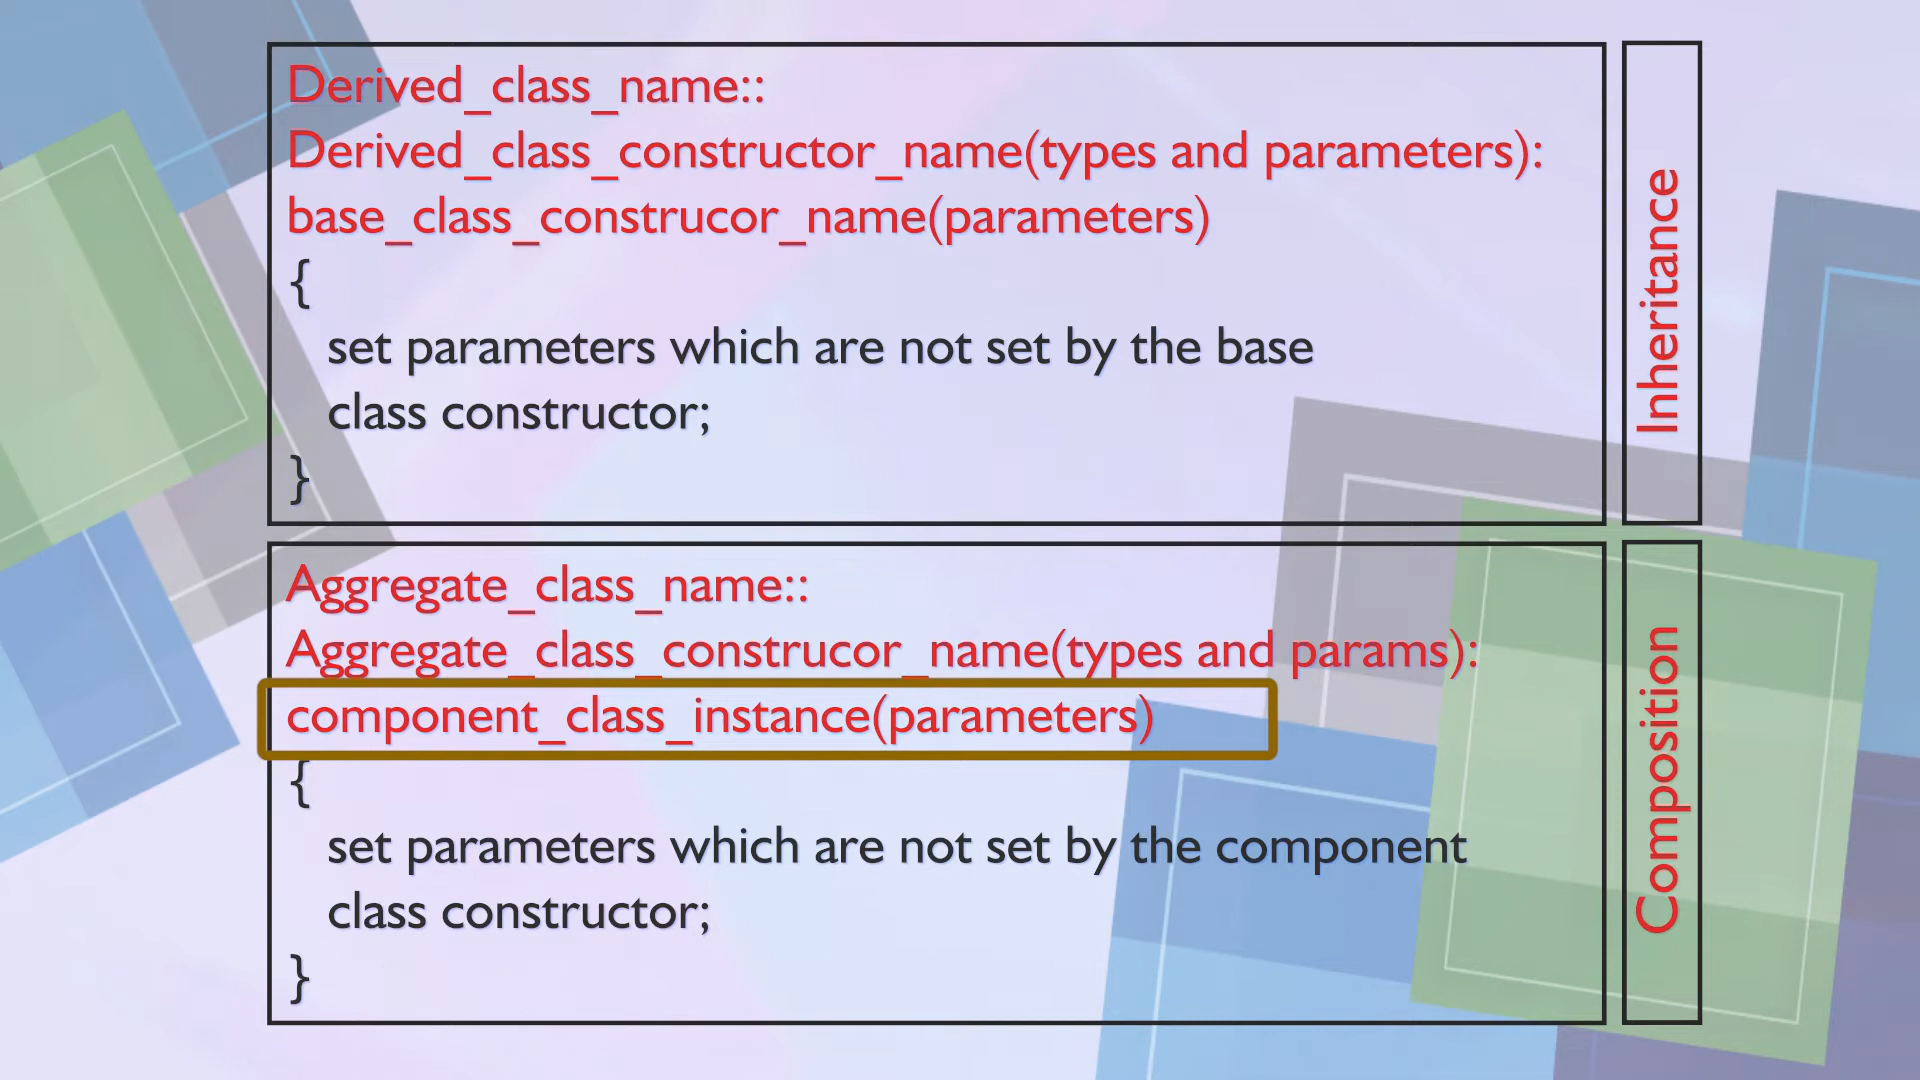 Derived_class_name::
Derived_class_constructor_name(types and parameters):
base_class_construcor_name(parameters)
{
set parameters which are not set by the base
class constructor;
}
Inheritance
Aggregate_class_name::
Aggregate_class_construcor_name(types and params):
component_class_instance(parameters)
{
set parameters which are not set by the component
class constructor;
}
Composition